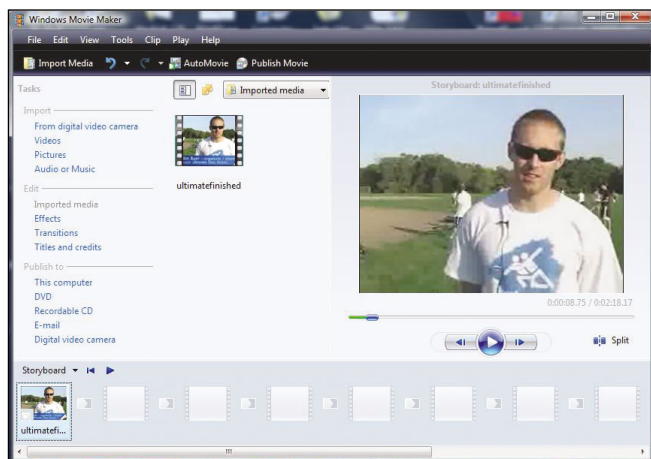 Windows Movie Maker
File Edit View Tools Clip Play Help
Import Media AutoMovie Publish Movie
Tasks
Imported media
Storyboard: ultimatefinished
Import
From digital video camera
Videos
Pictures
Audio or Music
Edit
Imported media
Effects
Transitions
Titles and credits
Publish to
This computer
DVD
Recordable CD
E-mail
Digital video camera
ultimatefinished
0:00:08.75 / 0:02:18.17
Split
Storyboard
ultimatefi...